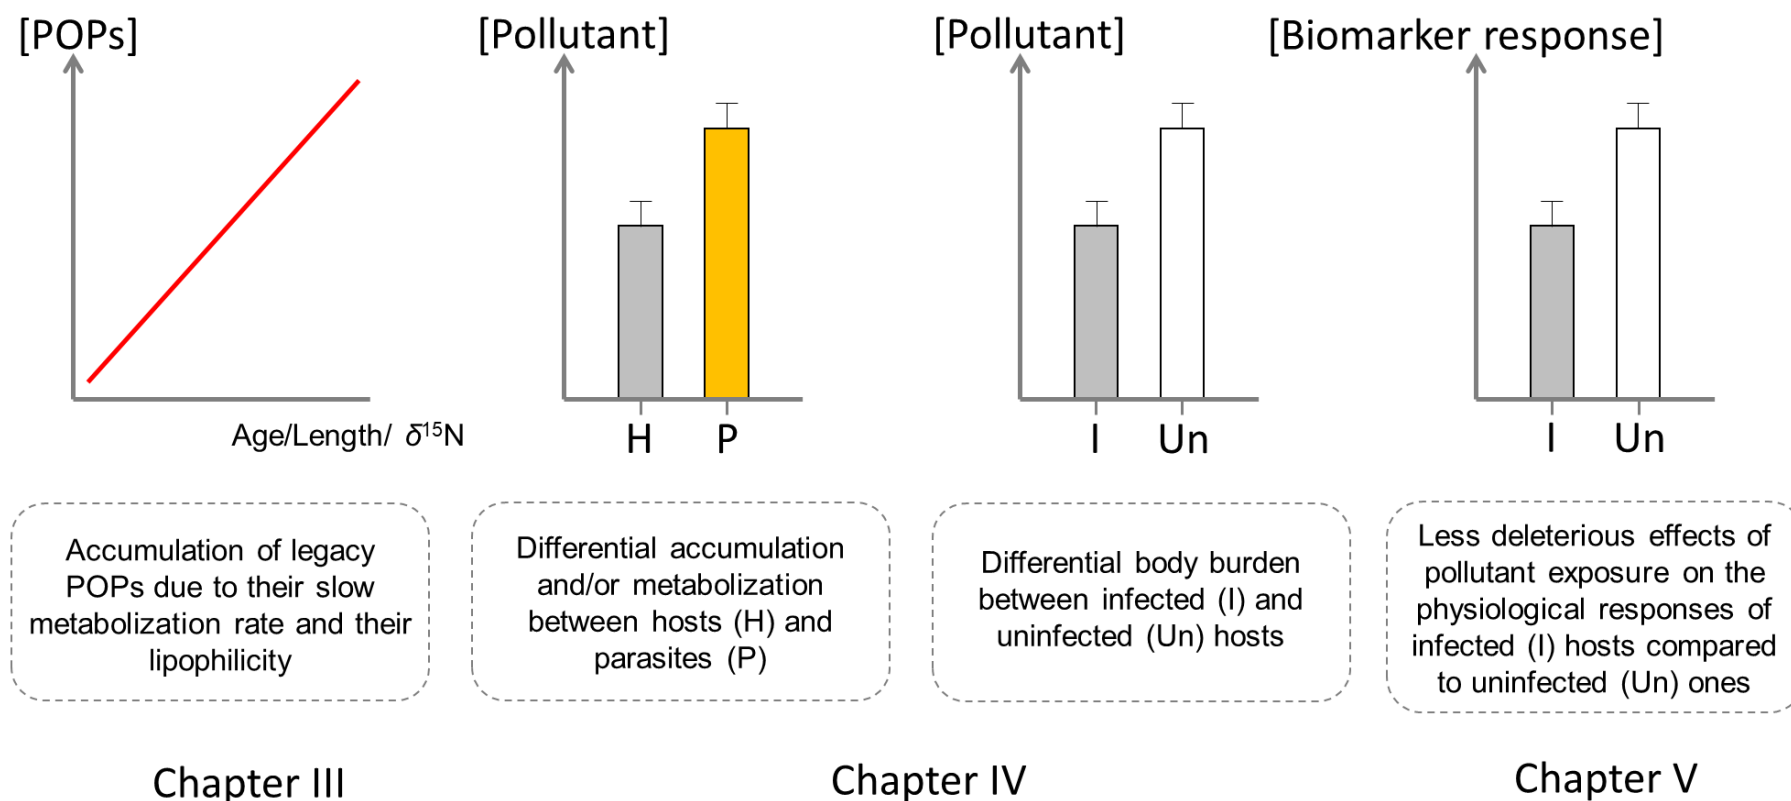 [POPs]
Age/Length/ δ¹⁵N
Accumulation of legacy
POPs due to their slow
metabolization rate and their
lipophilicity
Chapter III
[Pollutant]
H P
Differential accumulation
and/or metabolization
between hosts (H) and
parasites (P)
[Pollutant]
I Un
Differential body burden
between infected (I) and
uninfected (Un) hosts
Chapter IV
[Biomarker response]
I Un
Less deleterious effects of
pollutant exposure on the
physiological responses of
infected (I) hosts compared
to uninfected (Un) ones
Chapter V